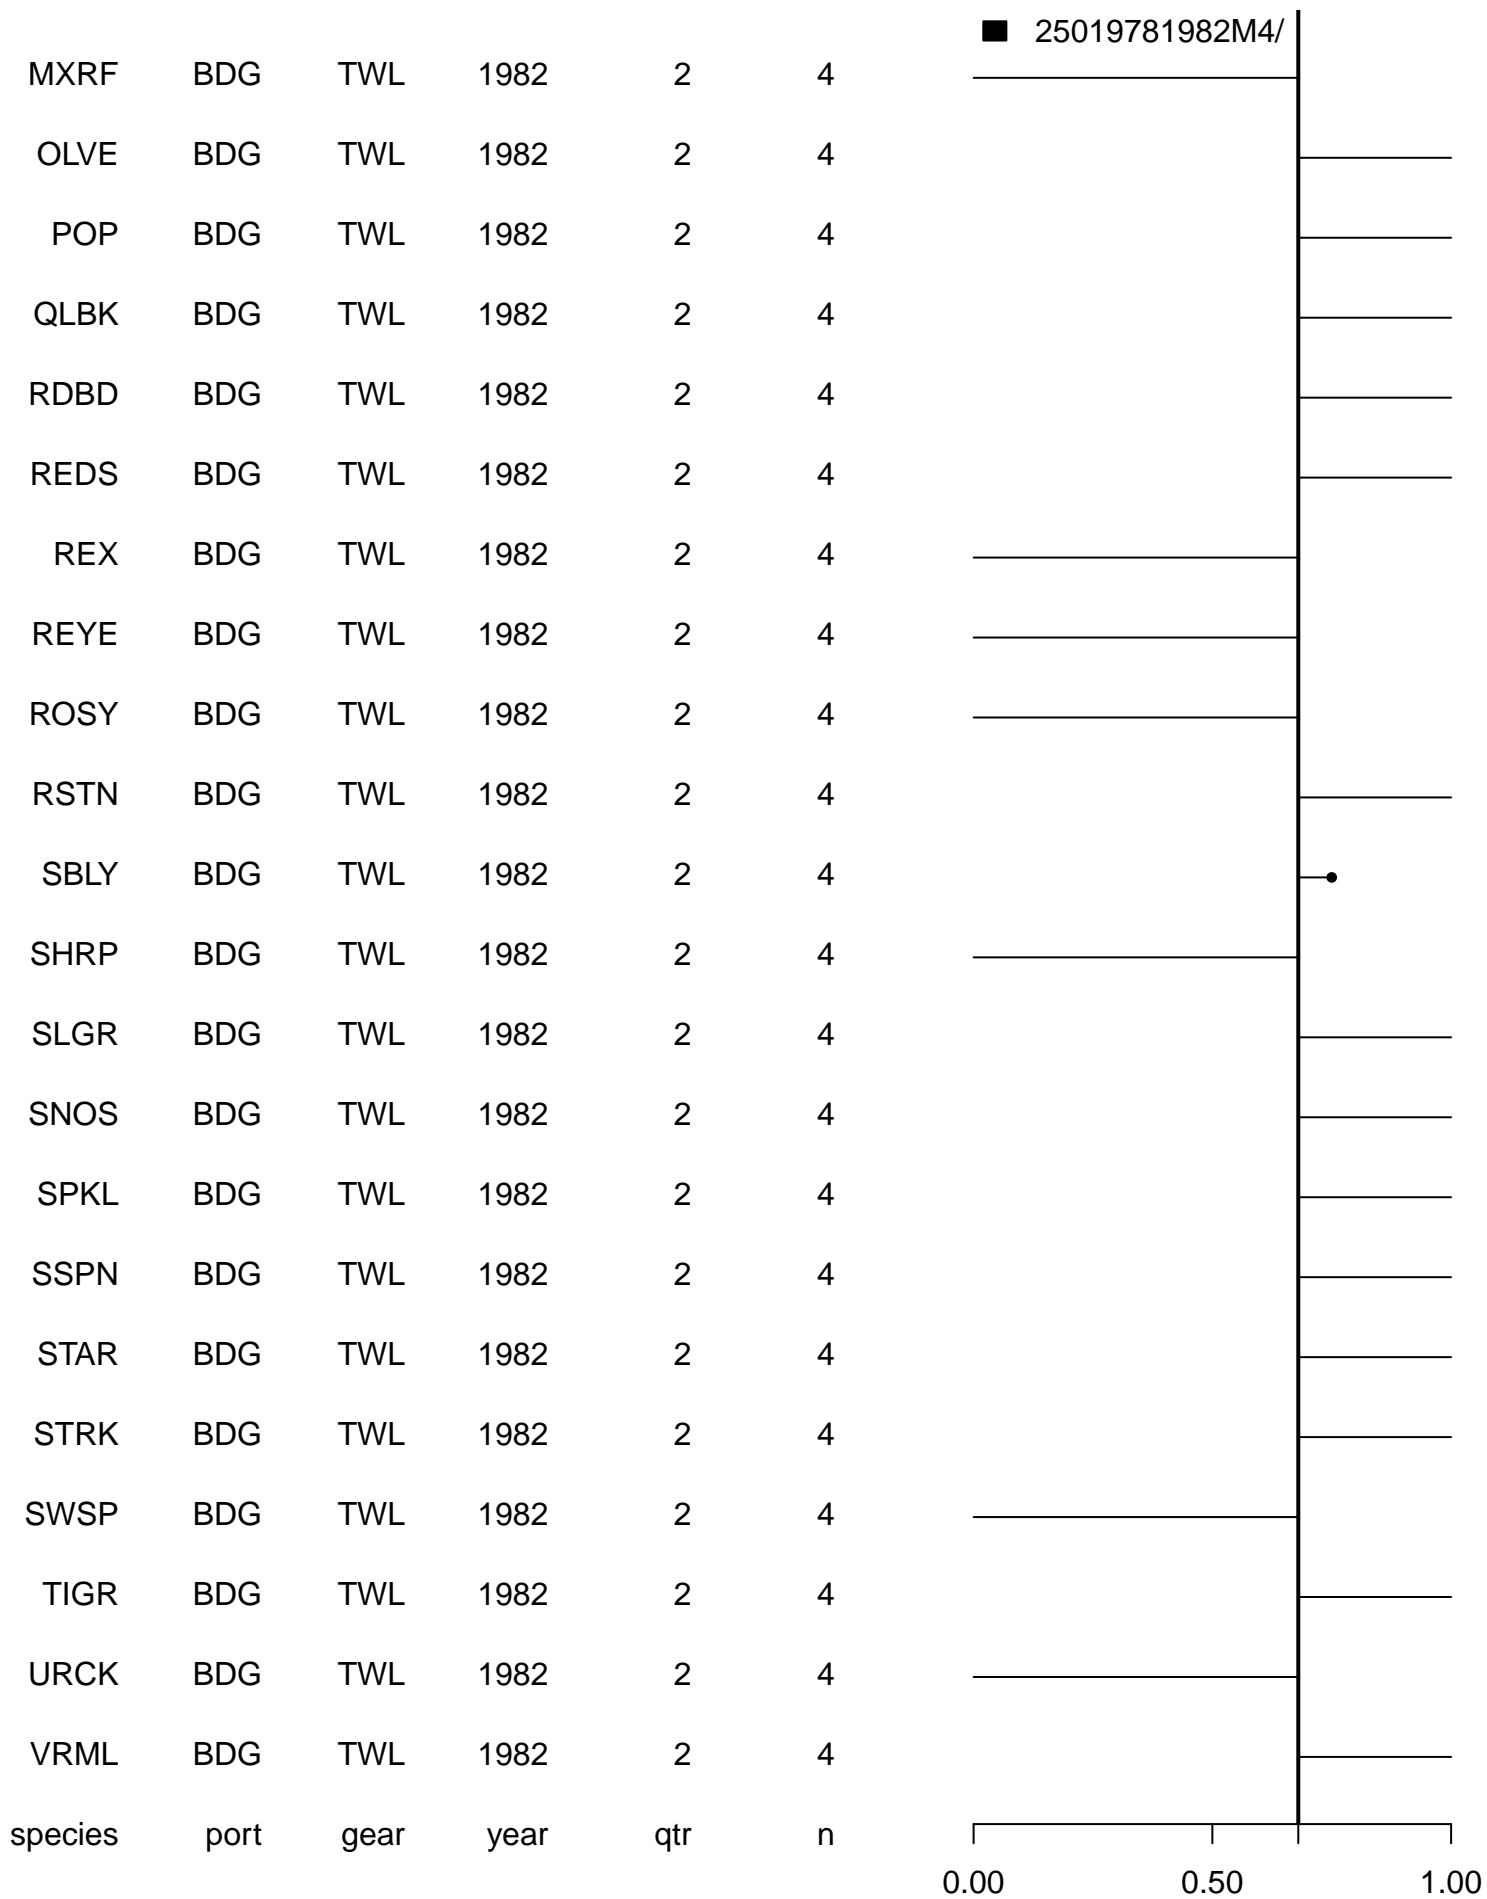 25019781982M4/
MXRF BDG TWL 1982 2 4
OLVE BDG TWL 1982 2 4
POP BDG TWL 1982 2 4
QLBK BDG TWL 1982 2 4
RDBD BDG TWL 1982 2 4
REDS BDG TWL 1982 2 4
REX BDG TWL 1982 2 4
REYE BDG TWL 1982 2 4
ROSY BDG TWL 1982 2 4
RSTN BDG TWL 1982 2 4
SBLY BDG TWL 1982 2 4
SHRP BDG TWL 1982 2 4
SLGR BDG TWL 1982 2 4
SNOS BDG TWL 1982 2 4
SPKL BDG TWL 1982 2 4
SSPN BDG TWL 1982 2 4
STAR BDG TWL 1982 2 4
STRK BDG TWL 1982 2 4
SWSP BDG TWL 1982 2 4
TIGR BDG TWL 1982 2 4
URCK BDG TWL 1982 2 4
VRML BDG TWL 1982 2 4
species port gear year qtr n
0.00 0.50 1.00